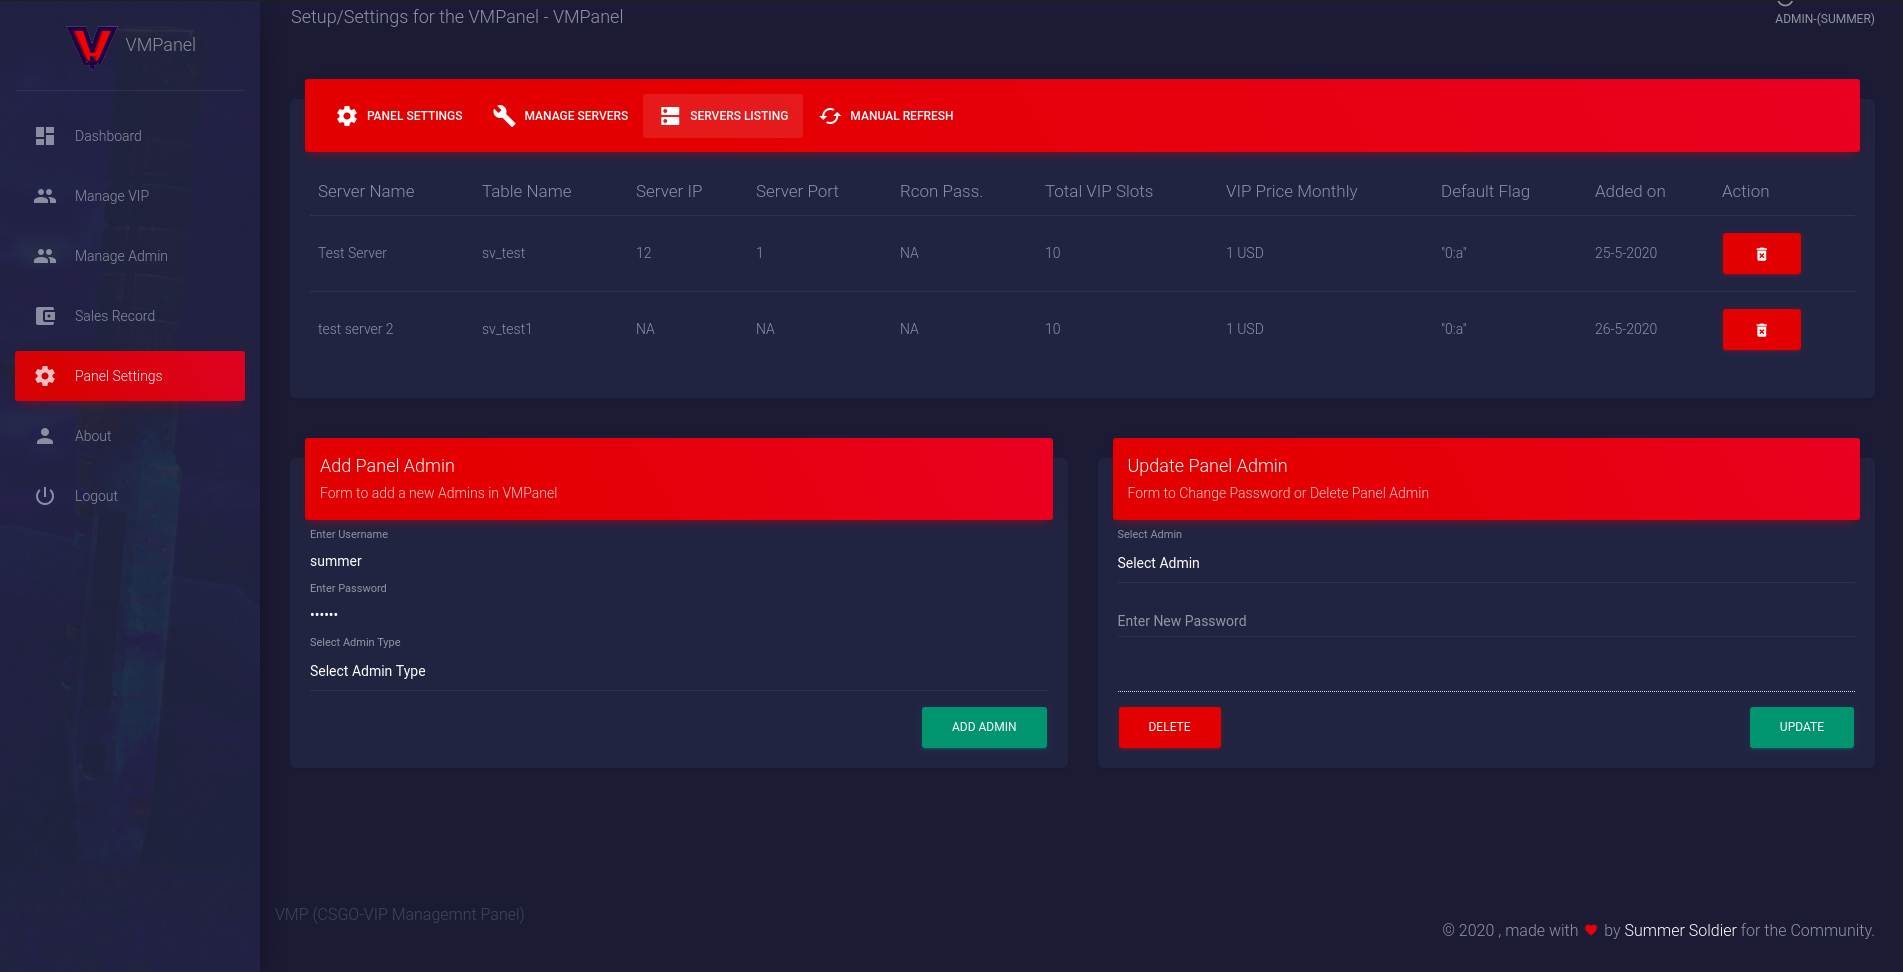 Setup/Settings for the VMPanel - VMPanel
ADMIN-(SUMMER)
VMPanel
Dashboard
Manage VIP
Manage Admin
Sales Record
Panel Settings
About
Logout
PANEL SETTINGS MANAGE SERVERS SERVERS LISTING MANUAL REFRESH
Server Name Table Name Server IP Server Port Rcon Pass. Total VIP Slots VIP Price Monthly Default Flag Added on Action
Test Server sv_test 12 1 NA 10 1 USD "0:a" 25-5-2020
test server 2 sv_test1 NA NA NA 10 1 USD "0:a" 26-5-2020
Add Panel Admin
Form to add a new Admins in VMPanel
Enter Username
summer
Enter Password
••••••
Select Admin Type
Select Admin Type
ADD ADMIN
Update Panel Admin
Form to Change Password or Delete Panel Admin
Select Admin
Select Admin
Enter New Password
DELETE UPDATE
VMP (CSGO-VIP Managemnt Panel)
© 2020 , made with ♥ by Summer Soldier for the Community.